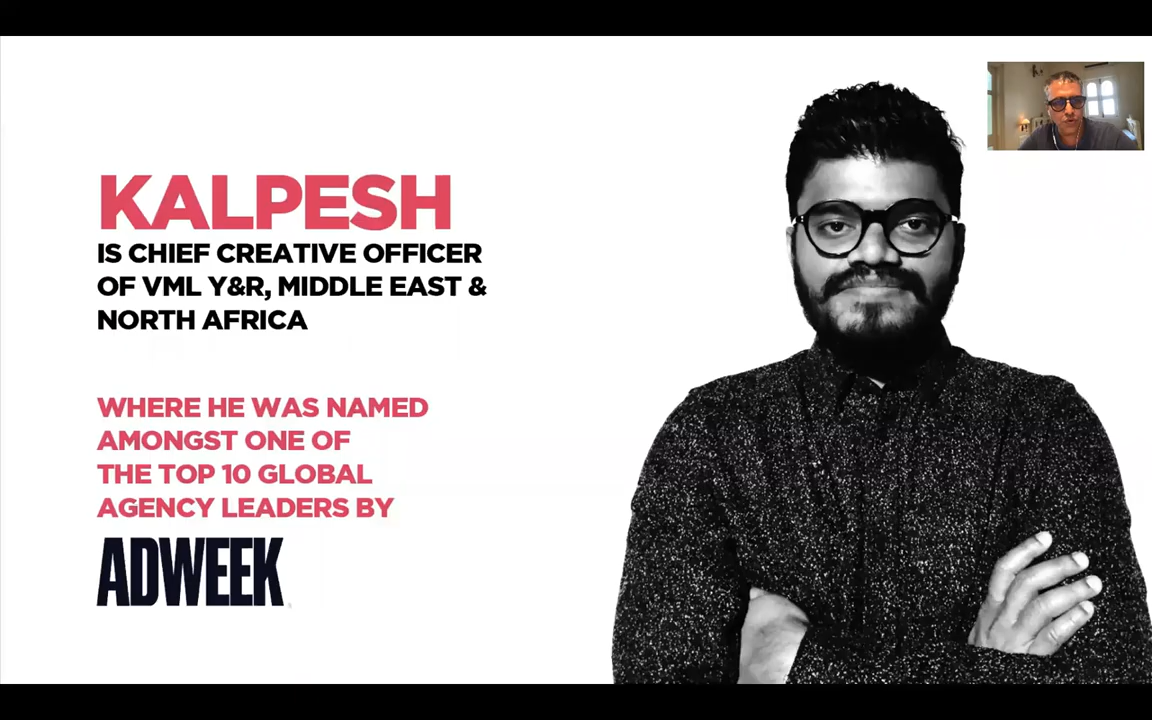 KALPESH
IS CHIEF CREATIVE OFFICER
OF VML Y&R, MIDDLE EAST &
NORTH AFRICA
WHERE HE WAS NAMED
AMONGST ONE OF
THE TOP 10 GLOBAL
AGENCY LEADERS BY
ADWEEK